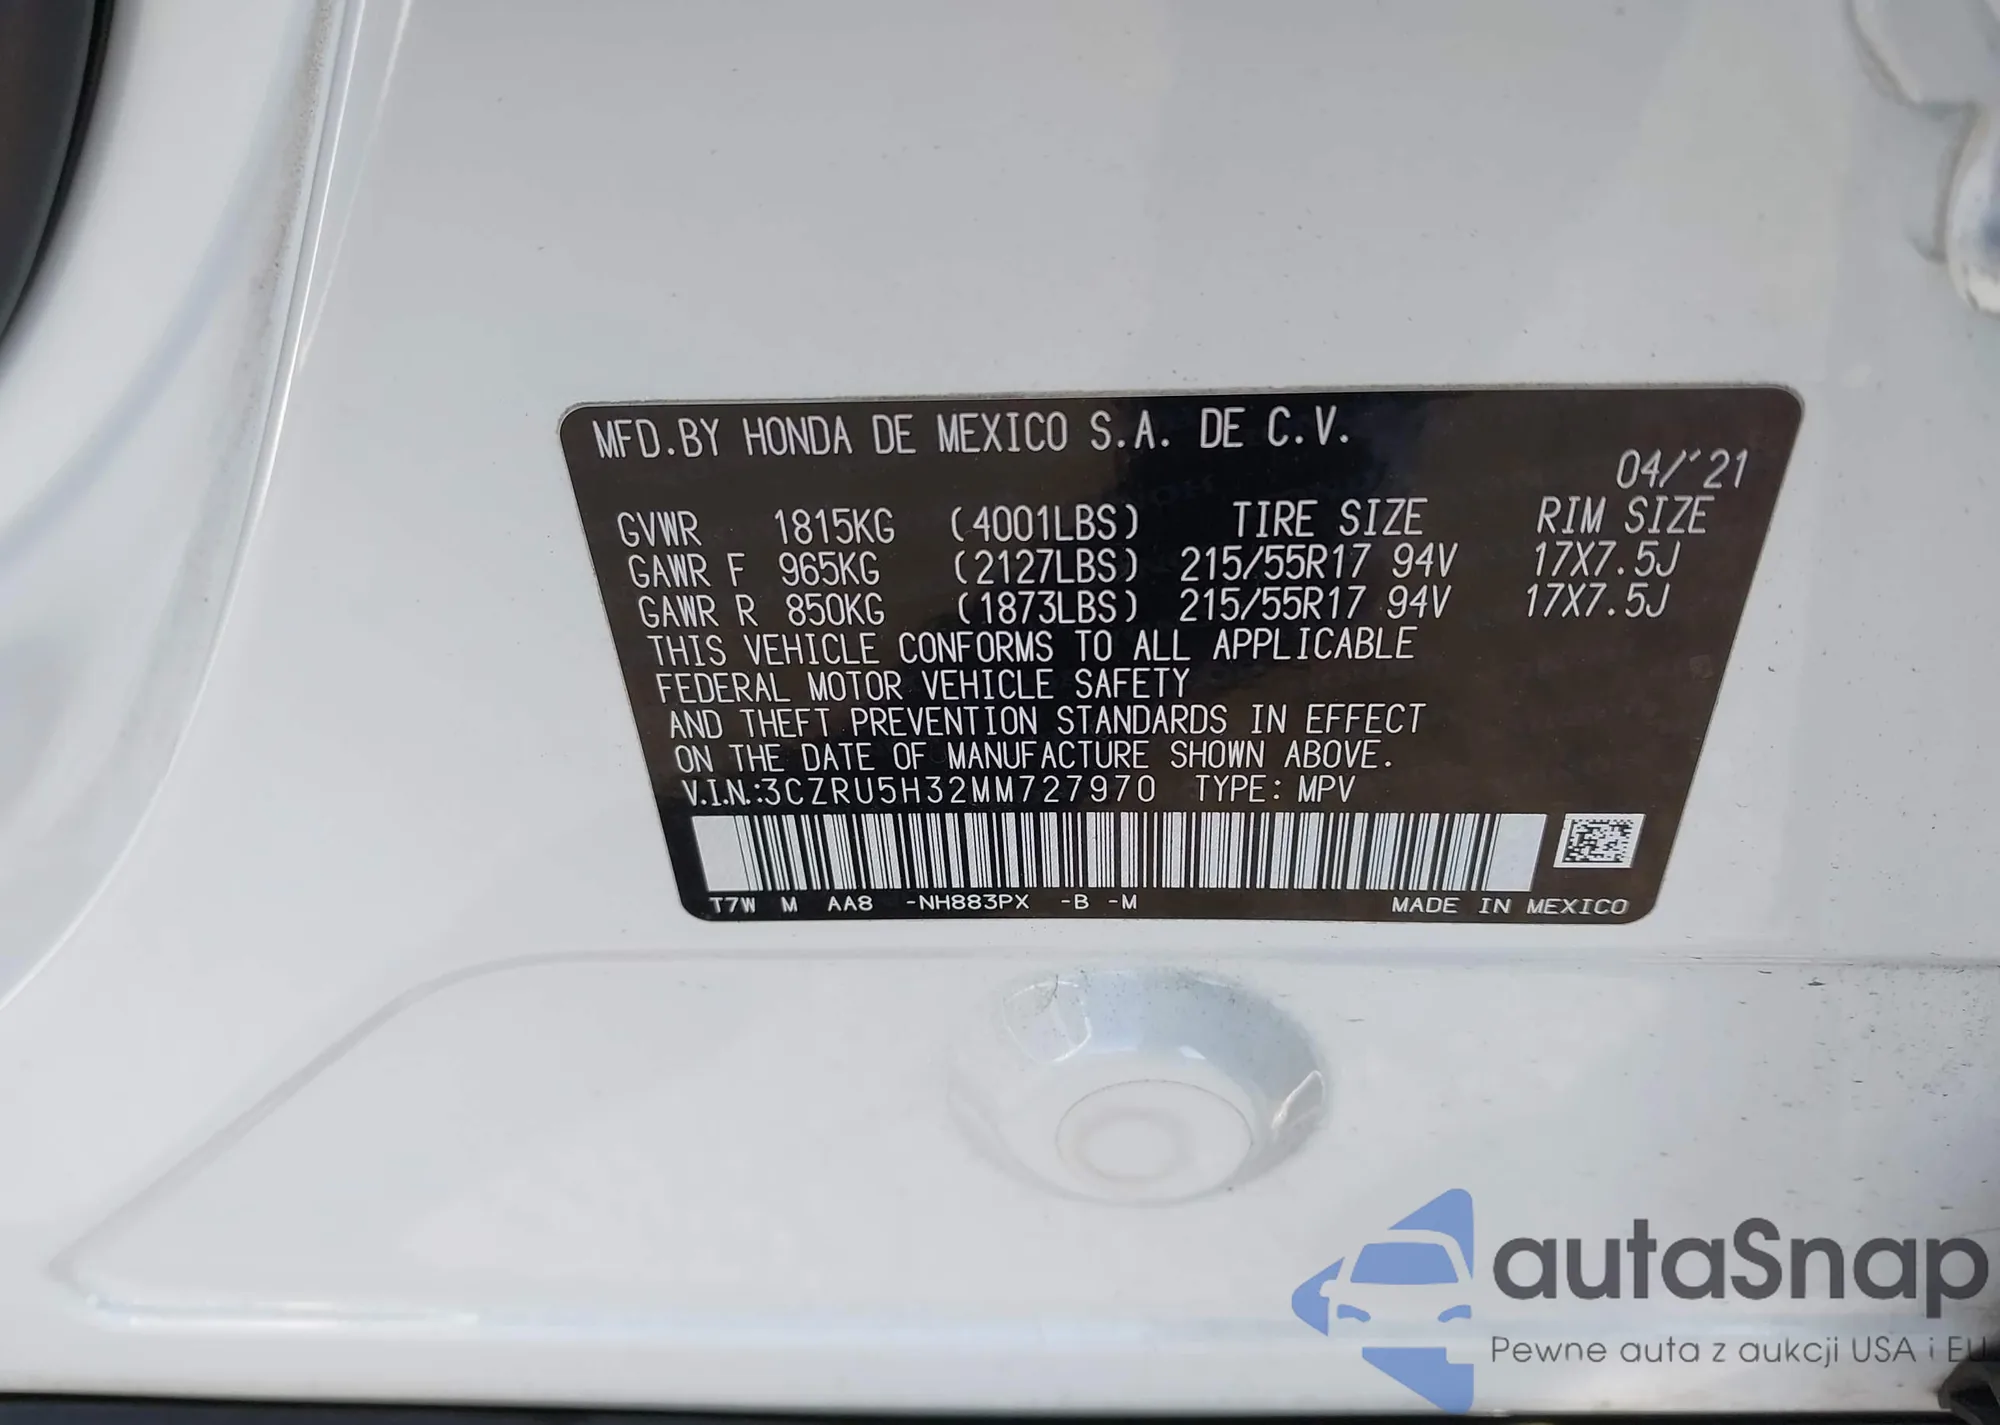 MFD.BY HONDA DE MEXICO S.A. DE C.V.
04/'21
GVWR 1815KG (4001LBS) TIRE SIZE RIM SIZE
GAWR F 965KG (2127LBS) 215/55R17 94V 17X7.5J
GAWR R 850KG (1873LBS) 215/55R17 94V 17X7.5J
THIS VEHICLE CONFORMS TO ALL APPLICABLE
FEDERAL MOTOR VEHICLE SAFETY
AND THEFT PREVENTION STANDARDS IN EFFECT
ON THE DATE OF MANUFACTURE SHOWN ABOVE.
V.I.N.:3CZRU5H32MM727970 TYPE: MPV
T7W M AA8 -NH883PX -B -M MADE IN MEXICO
autaSnap
Pewne auta z aukcji USA i EU